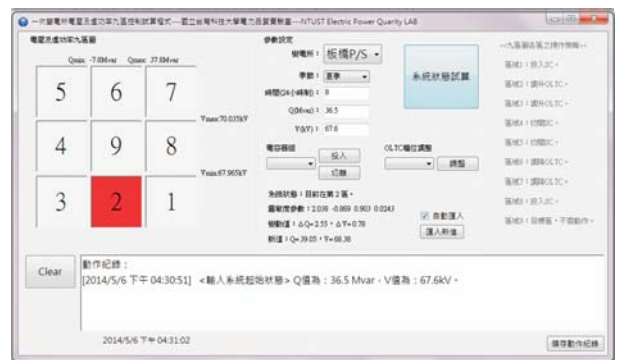 一次變電所電壓及虛功率九區控制試算程式---國立台灣科技大學電力品質實驗室---NTUST Electric Power Quarity LAB
電壓及虛功率九區圖
Qmin: -7.8Mvar Qmax: 37.8Mvar
5 6 7
Vmax:70.035kV
4 9 8
Vmin:67.965kV
3 2 1
參數設定
變電所： 板橋P/S
季節： 夏季
時間(24小時制)： 8
Q(Mvar)： 36.5
V(kV)： 67.6
系統狀態試算
電容器組
投入
切離
OLTC檔位調整
調整
系統狀態：目前在第 2 區。
靈敏度參數：2.038 -0.869 0.903 0.0243
變動值：ΔQ=2.55，ΔV=0.78
新值：Q=39.05，V=68.38
自動匯入
匯入新值
---九區圖各區之操作策略---
區域1：投入SC。
區域2：調升OLTC。
區域3：調升OLTC。
區域4：切離SC。
區域5：切離SC。
區域6：調降OLTC。
區域7：調降OLTC。
區域8：投入SC。
區域9：目標區，不需動作。
Clear
動作紀錄：
[2014/5/6 下午 04:30:51] <輸入系統起始狀態> Q值為：36.5 Mvar，V值為：67.6kV。
2014/5/6 下午 04:31:02
儲存動作紀錄